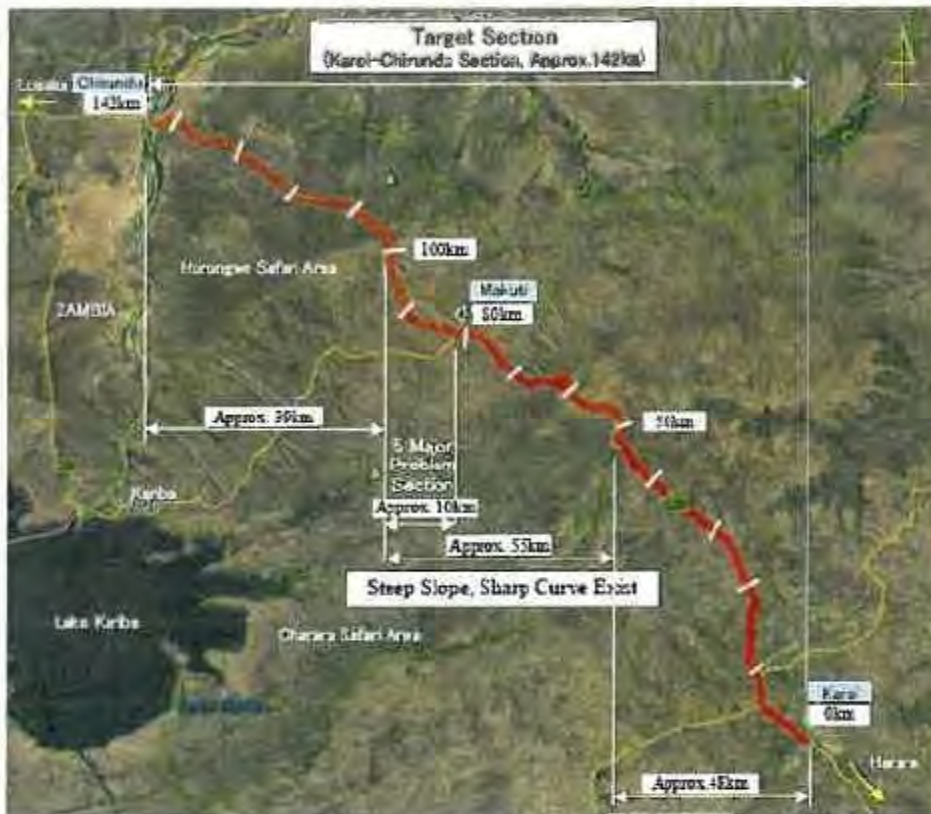 Target Section
(Karoi-Chirundu Section, Approx.142km)
Lusaka
Chirundu
142km
100km
Hurungwe Safari Area
Makuti
80km
ZAMBIA
Approx. 39km
50km
5 Major
Problem
Section
Kariba
Approx. 10km
Approx. 55km
Steep Slope, Sharp Curve Exist
Lake Kariba
Charara Safari Area
Karoi
0km
Harare
Approx.48km